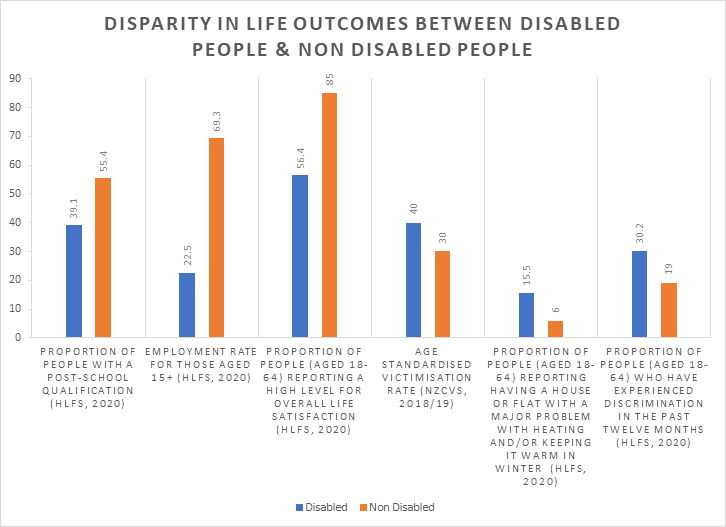 DISPARITY IN LIFE OUTCOMES BETWEEN DISABLED
PEOPLE & NON DISABLED PEOPLE
90
80
70
60
50
40
30
20
10
0
39.1
55.4
22.5
69.3
56.4
85
40
30
15.5
6
30.2
19
PROPORTION OF
PEOPLE WITH A
POST-SCHOOL
QUALIFICATION
(HLFS, 2020)
EMPLOYMENT RATE
FOR THOSE AGED
15+ (HLFS, 2020)
PROPORTION OF
PEOPLE (AGED 18-
64) REPORTING A
HIGH LEVEL FOR
OVERALL LIFE
SATISFACTION
(HLFS, 2020)
AGE
STANDARDISED
VICTIMISATION
RATE (NZCVS,
2018/19)
PROPORTION OF
PEOPLE (AGED 18-
64) REPORTING
HAVING A HOUSE
OR FLAT WITH A
MAJOR PROBLEM
WITH HEATING
AND/OR KEEPING
IT WARM IN
WINTER (HLFS,
2020)
PROPORTION OF
PEOPLE (AGED 18-
64) WHO HAVE
EXPERIENCED
DISCRIMINATION
IN THE PAST
TWELVE MONTHS
(HLFS, 2020)
Disabled
Non Disabled